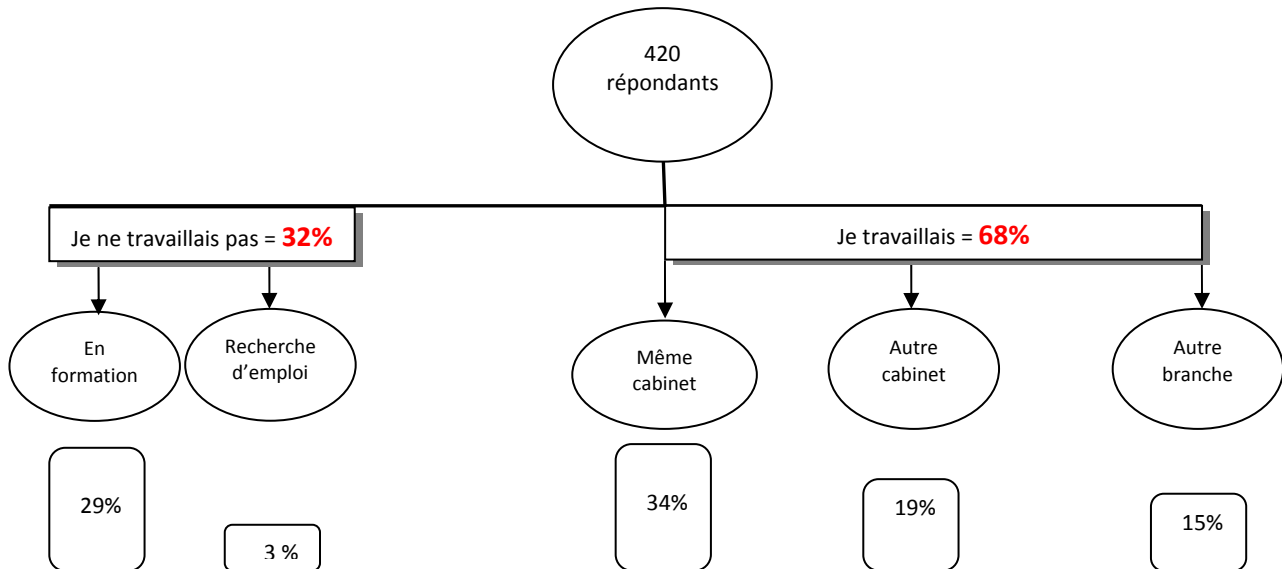 420
répondants
Je ne travaillais pas = 32%
Je travaillais = 68%
En
formation
Recherche
d’emploi
Même
cabinet
Autre
cabinet
Autre
branche
29%
3 %
34%
19%
15%